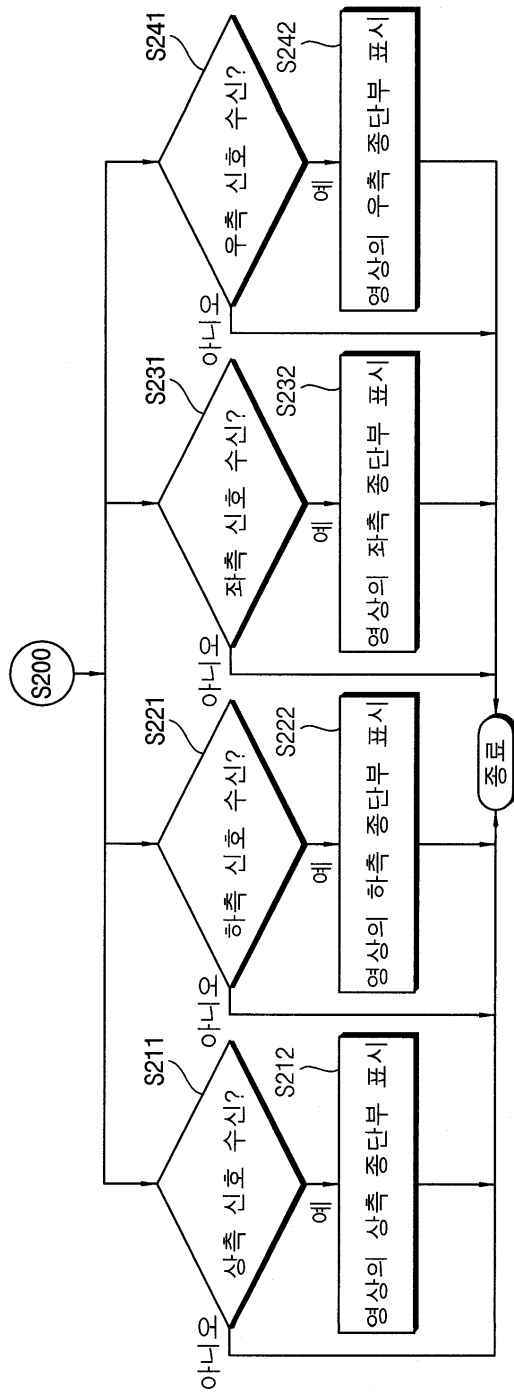 S200
상측 신호 수신?
S211
아니오
예
영상의 상측 종단부 표시
S212
하측 신호 수신?
S221
아니오
예
영상의 하측 종단부 표시
S222
좌측 신호 수신?
S231
아니오
예
영상의 좌측 종단부 표시
S232
우측 신호 수신?
S241
아니오
예
영상의 우측 종단부 표시
S242
종료